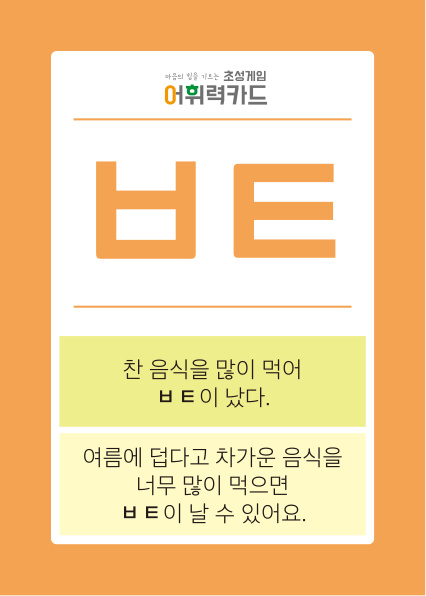 마음의 힘을 기르는 초성게임
어휘력카드
ㅂㅌ
찬 음식을 많이 먹어
ㅂㅌ이 났다.
여름에 덥다고 차가운 음식을
너무 많이 먹으면
ㅂㅌ이 날 수 있어요.